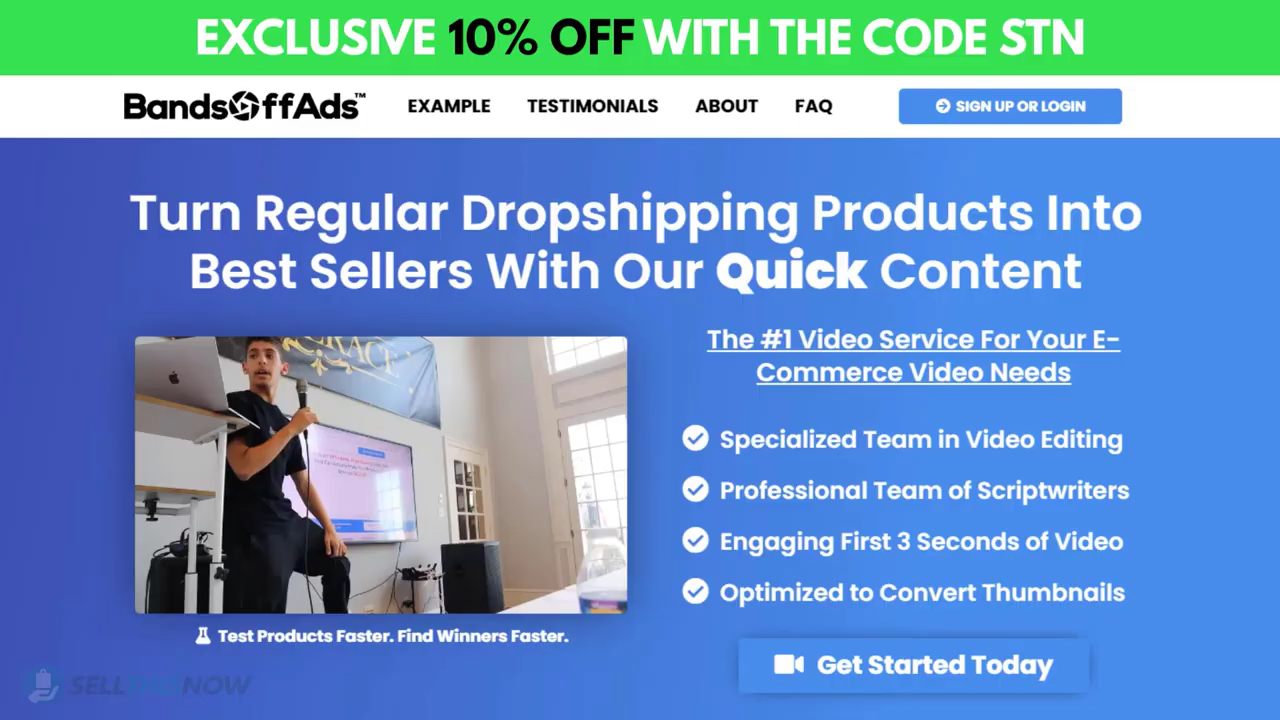 EXCLUSIVE 10% OFF WITH THE CODE STN
BandsOffAds™
EXAMPLE
TESTIMONIALS
ABOUT
FAQ
SIGN UP OR LOGIN
Turn Regular Dropshipping Products Into
Best Sellers With Our Quick Content
The #1 Video Service For Your E-
Commerce Video Needs
Specialized Team in Video Editing
Professional Team of Scriptwriters
Engaging First 3 Seconds of Video
Optimized to Convert Thumbnails
Test Products Faster. Find Winners Faster.
Get Started Today
SELLTHISNOW